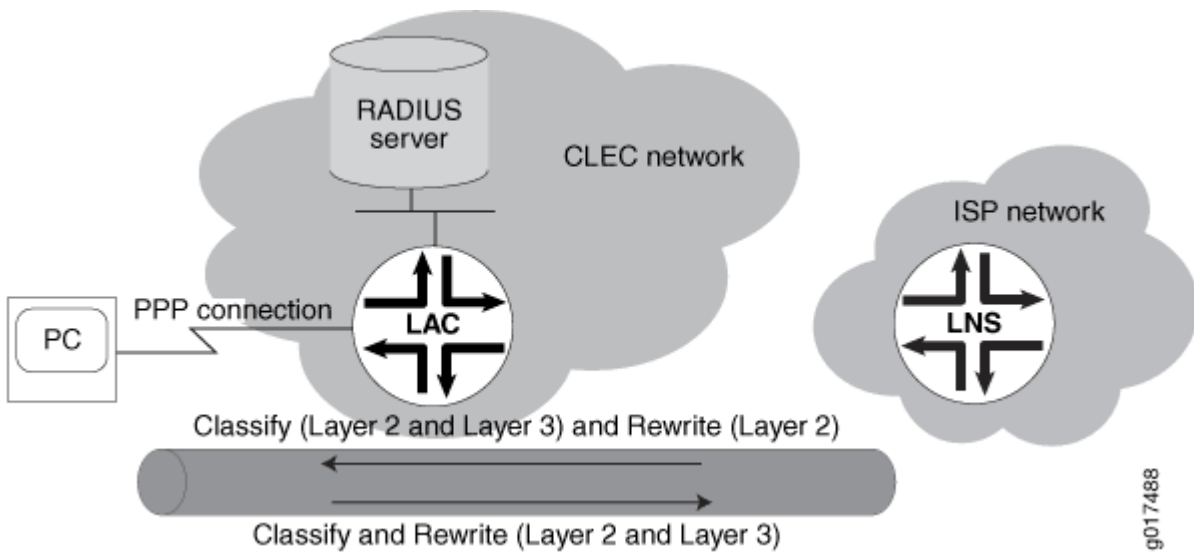 RADIUS
server
CLEC network
ISP network
PPP connection
PC
LAC
LNS
Classify (Layer 2 and Layer 3) and Rewrite (Layer 2)
Classify and Rewrite (Layer 2 and Layer 3)
g017488